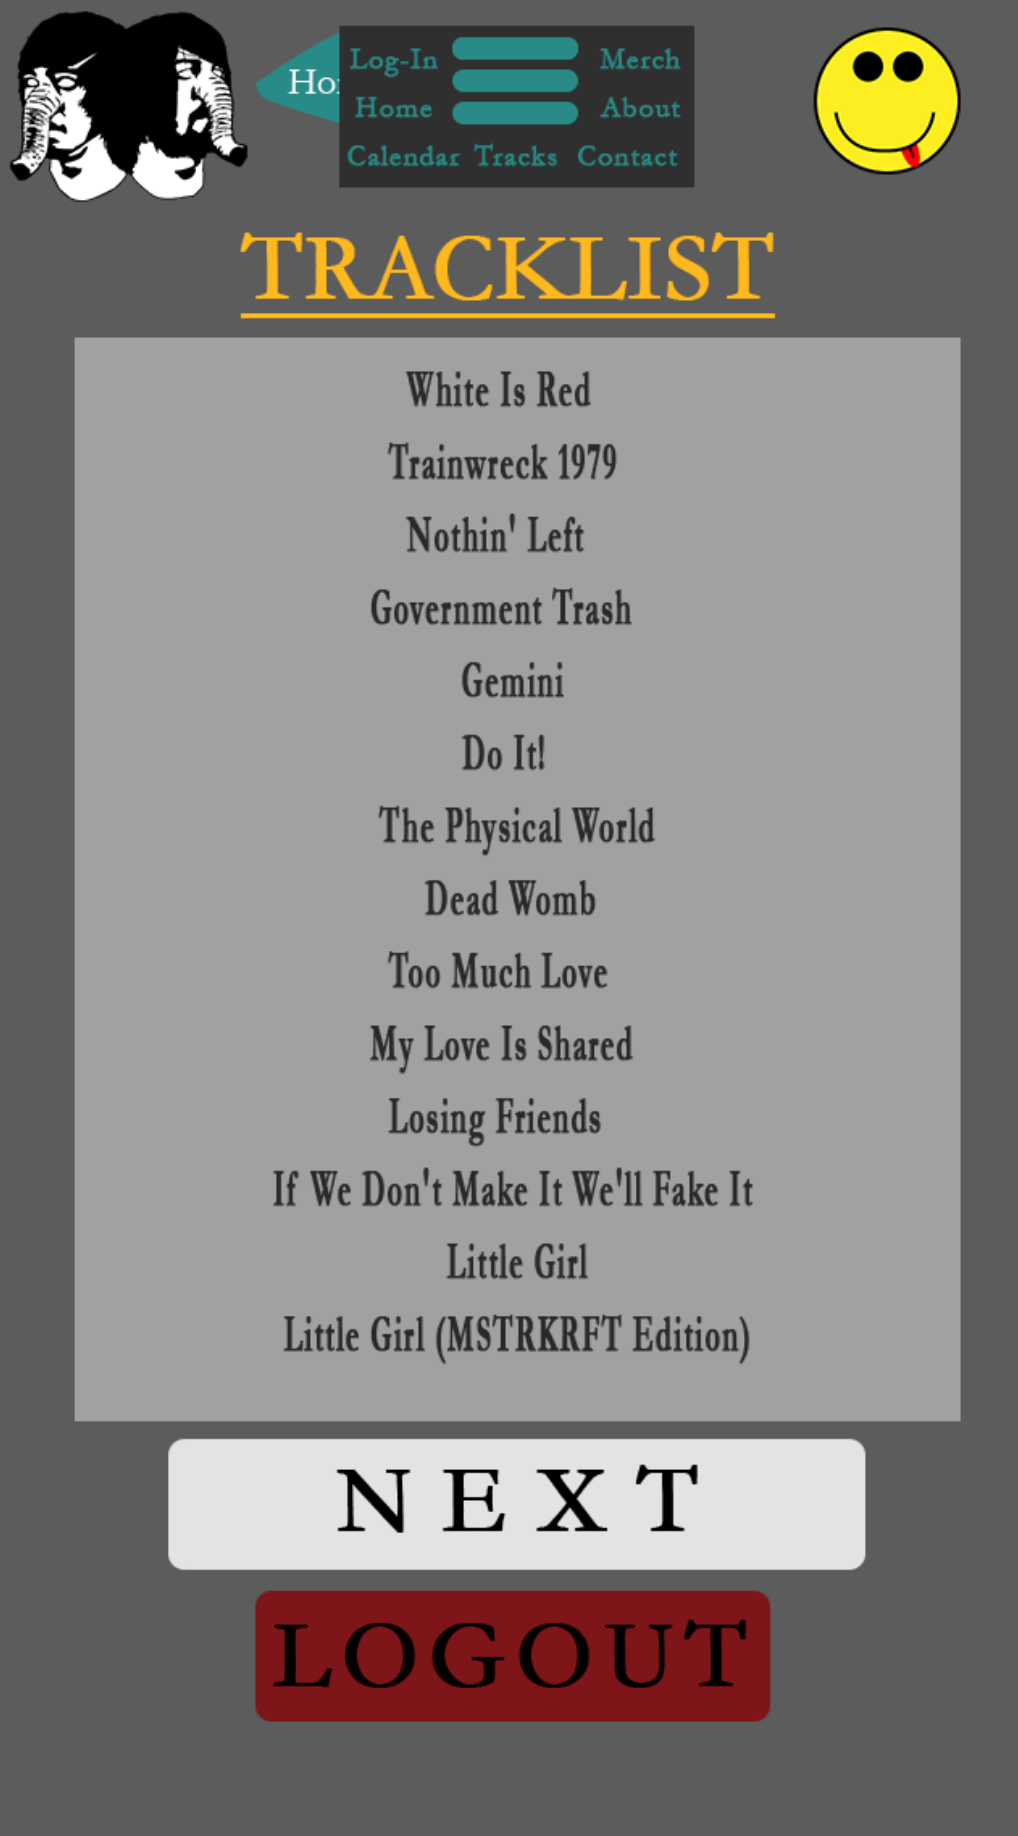 Log-In Merch
Home About
Calendar Tracks Contact
TRACKLIST
White Is Red
Trainwreck 1979
Nothin' Left
Government Trash
Gemini
Do It!
The Physical World
Dead Womb
Too Much Love
My Love Is Shared
Losing Friends
If We Don't Make It We'll Fake It
Little Girl
Little Girl (MSTRKRFT Edition)
NEXT
LOGOUT